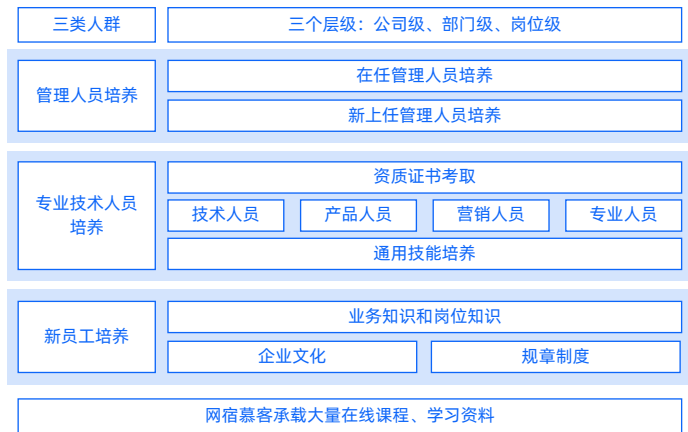 三类人群
三个层级：公司级、部门级、岗位级
管理人员培养
在任管理人员培养
新上任管理人员培养
专业技术人员
培养
资质证书考取
技术人员
产品人员
营销人员
专业人员
通用技能培养
新员工培养
业务知识和岗位知识
企业文化
规章制度
网宿慕客承载大量在线课程、学习资料